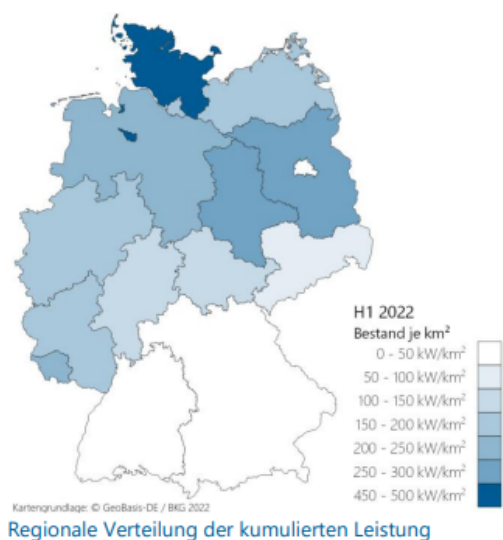 H1 2022
Bestand je km²
0 - 50 kW/km²
50 - 100 kW/km²
100 - 150 kW/km²
150 - 200 kW/km²
200 - 250 kW/km²
250 - 300 kW/km²
450 - 500 kW/km²
Kartengrundlage: © GeoBasis-DE / BKG 2022
Regionale Verteilung der kumulierten Leistung